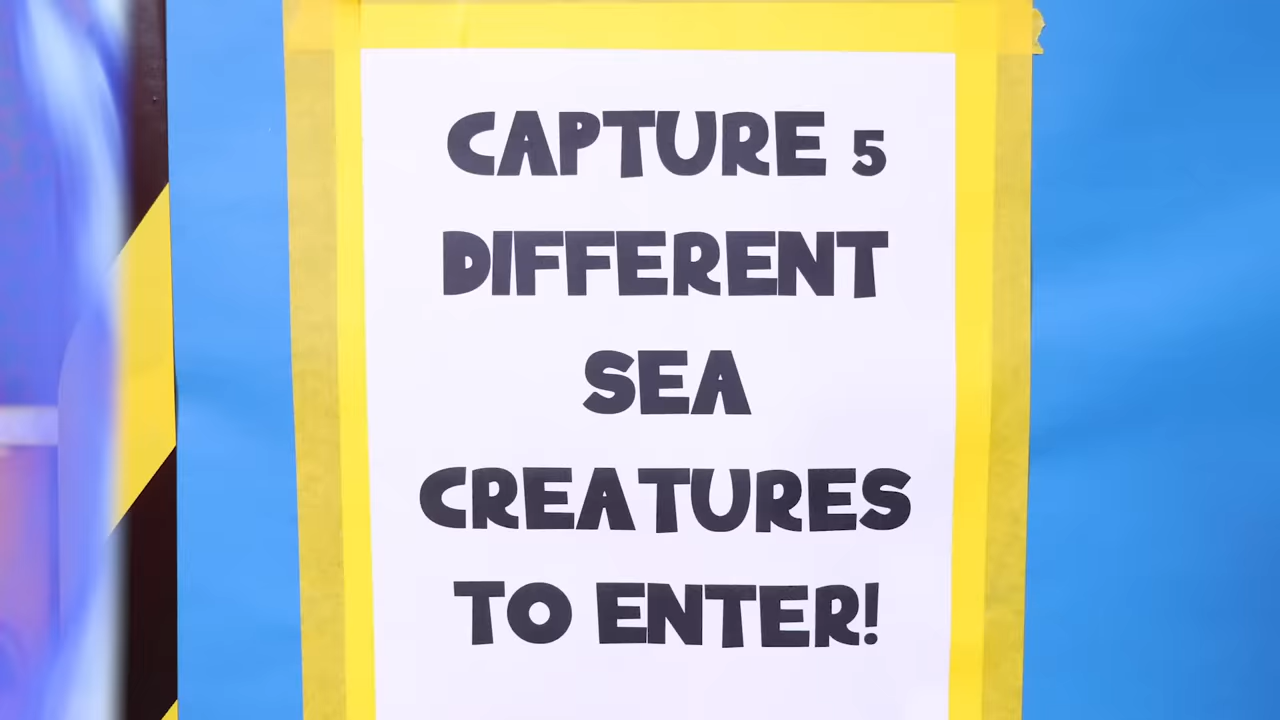 CAPTURE 5
DIFFERENT
SEA
CREATURES
TO ENTER!